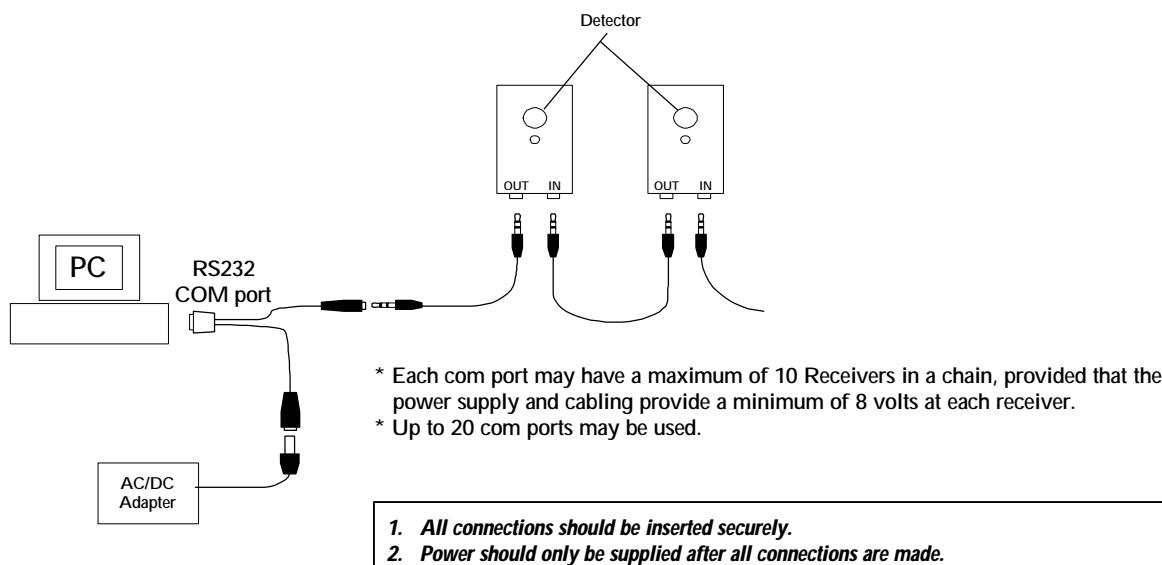 Detector
OUT IN
OUT IN
PC
RS232
COM port
* Each com port may have a maximum of 10 Receivers in a chain, provided that the
power supply and cabling provide a minimum of 8 volts at each receiver.
* Up to 20 com ports may be used.
AC/DC
Adapter
1. All connections should be inserted securely.
2. Power should only be supplied after all connections are made.